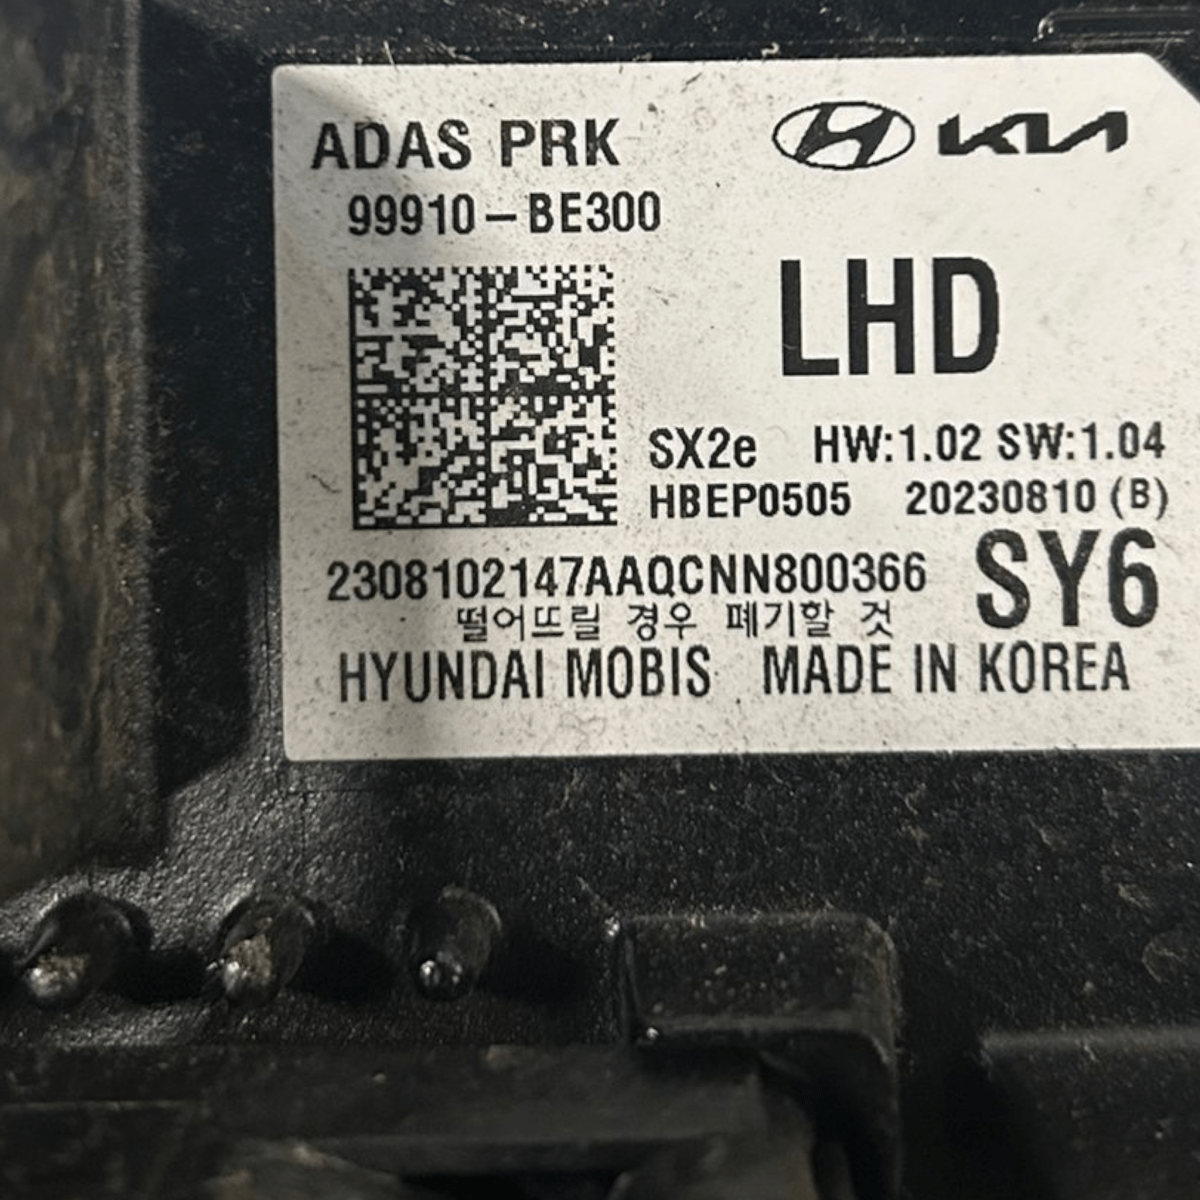 ADAS PRK KIA
99910-BE300
LHD
SX2e HW:1.02 SW:1.04
HBEP0505 20230810 (B)
2308102147AAQCNN800366 SY6
떨어뜨릴 경우 폐기할 것
HYUNDAI MOBIS MADE IN KOREA